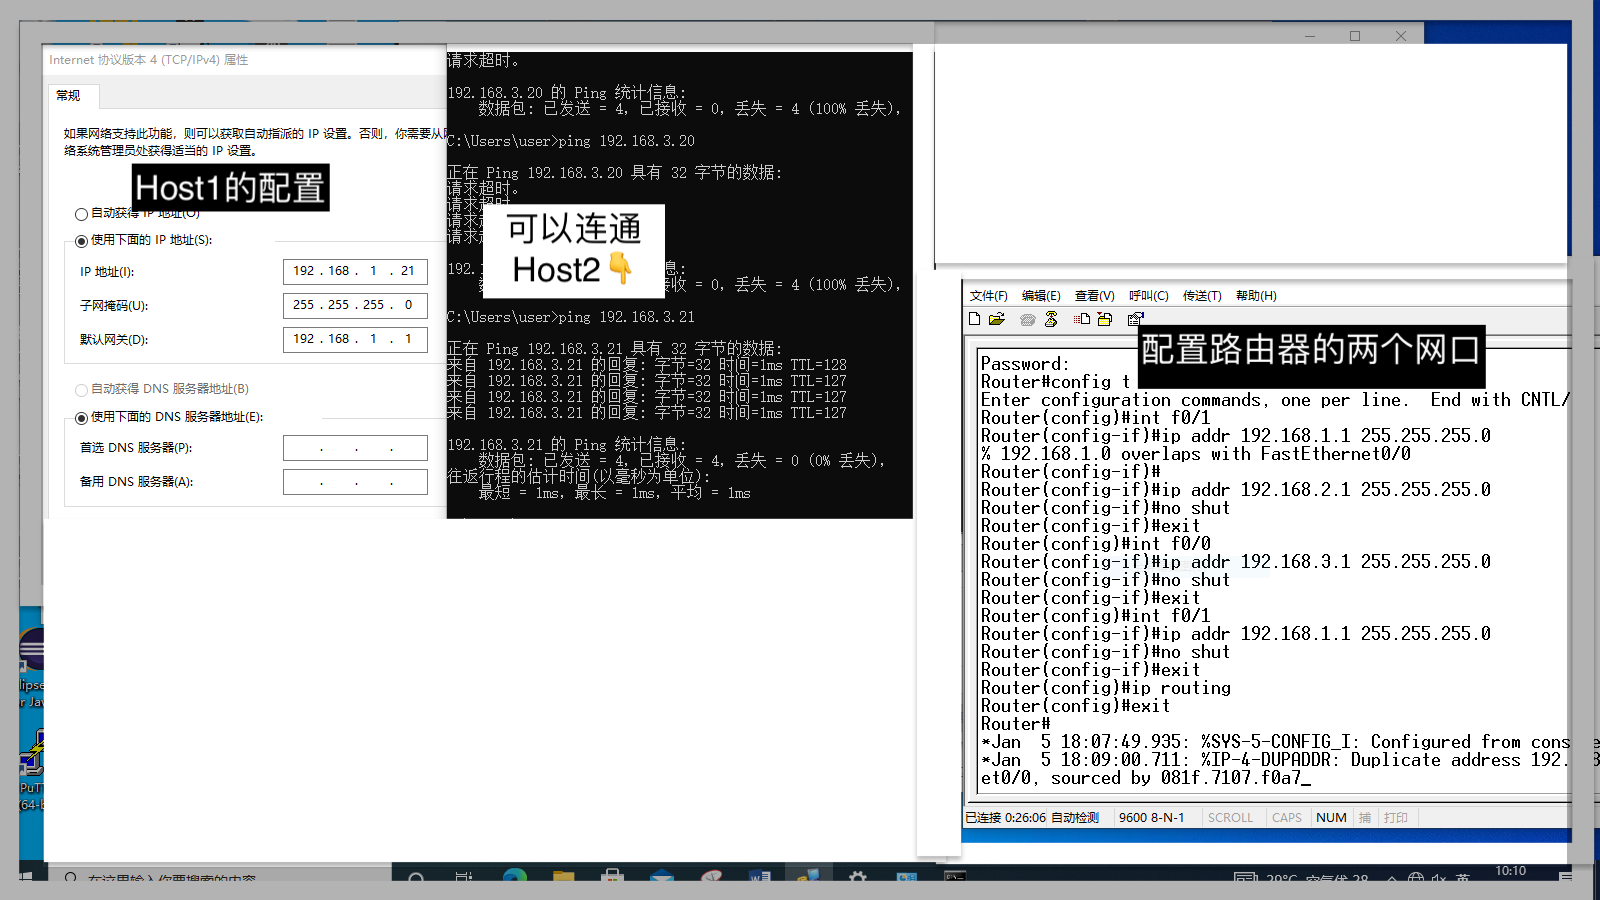 Internet 协议版本 4 (TCP/IPv4) 属性
常规
如果网络支持此功能，则可以获取自动指派的 IP 设置。否则，你需要从
络系统管理员处获得适当的 IP 设置。
Host1的配置
自动获得 IP 地址(O)
使用下面的 IP 地址(S):
IP 地址(I):
192 . 168 . 1 . 21
子网掩码(U):
255 . 255 . 255 . 0
默认网关(D):
192 . 168 . 1 . 1
自动获得 DNS 服务器地址(B)
使用下面的 DNS 服务器地址(E):
首选 DNS 服务器(P):
备用 DNS 服务器(A):
请求超时。
192.168.3.20 的 Ping 统计信息:
数据包: 已发送 = 4, 已接收 = 0, 丢失 = 4 (100% 丢失),
C:\Users\user>ping 192.168.3.20
正在 Ping 192.168.3.20 具有 32 字节的数据:
请求超时。
请求超时
请求
请求
可以连通
Host2👇
192.
息:
收 = 0, 丢失 = 4 (100% 丢失),
C:\Users\user>ping 192.168.3.21
正在 Ping 192.168.3.21 具有 32 字节的数据:
来自 192.168.3.21 的回复: 字节=32 时间=1ms TTL=128
来自 192.168.3.21 的回复: 字节=32 时间=1ms TTL=127
来自 192.168.3.21 的回复: 字节=32 时间=1ms TTL=127
来自 192.168.3.21 的回复: 字节=32 时间=1ms TTL=127
192.168.3.21 的 Ping 统计信息:
数据包: 已发送 = 4, 已接收 = 4, 丢失 = 0 (0% 丢失),
往返行程的估计时间(以毫秒为单位):
最短 = 1ms, 最长 = 1ms, 平均 = 1ms
文件(F) 编辑(E) 查看(V) 呼叫(C) 传送(T) 帮助(H)
配置路由器的两个网口
Password:
Router#config t
Enter configuration commands, one per line.  End with CNTL/
Router(config)#int f0/1
Router(config-if)#ip addr 192.168.1.1 255.255.255.0
% 192.168.1.0 overlaps with FastEthernet0/0
Router(config-if)#
Router(config-if)#ip addr 192.168.2.1 255.255.255.0
Router(config-if)#no shut
Router(config-if)#exit
Router(config)#int f0/0
Router(config-if)#ip addr 192.168.3.1 255.255.255.0
Router(config-if)#no shut
Router(config-if)#exit
Router(config)#int f0/1
Router(config-if)#ip addr 192.168.1.1 255.255.255.0
Router(config-if)#no shut
Router(config-if)#exit
Router(config)#ip routing
Router(config)#exit
Router#
*Jan  5 18:07:49.935: %SYS-5-CONFIG_I: Configured from cons
*Jan  5 18:09:00.711: %IP-4-DUPADDR: Duplicate address 192.
et0/0, sourced by 081f.7107.f0a7_
已连接 0:26:06 自动检测 9600 8-N-1 SCROLL CAPS NUM 捕 打印
lipse
r Jav
PuT
(64-b
在这里输入你要搜索的内容
29°C 空气优 28
英
10:10